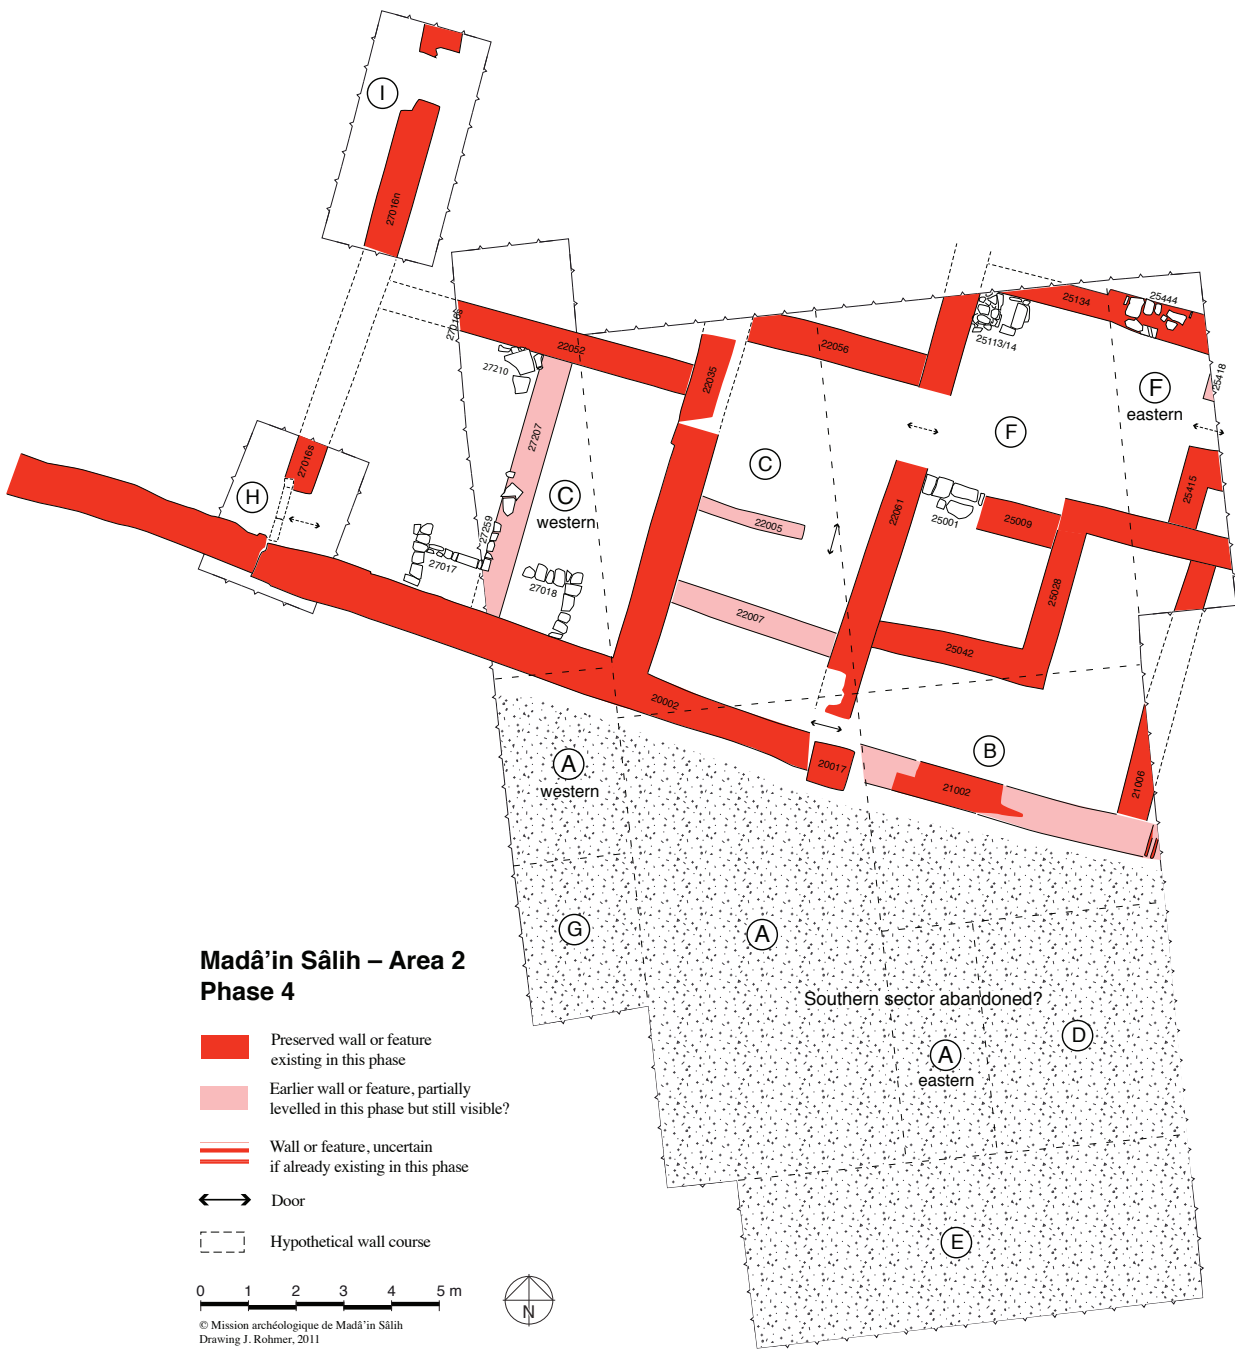 I
27016n
27016s
22052
27210
27207
22035
22056
25134
25444
25113/14
25418
F
eastern
F
C
H
27016s
C
western
27259
27017
27018
22005
22061
25001
25009
25415
25028
22007
25042
20002
A
western
20017
B
21002
21006
G
A
Southern sector abandoned?
A
eastern
D
E
Madâ'in Sâlih – Area 2
Phase 4
Preserved wall or feature
existing in this phase
Earlier wall or feature, partially
levelled in this phase but still visible?
Wall or feature, uncertain
if already existing in this phase
Door
Hypothetical wall course
0 1 2 3 4 5 m
N
© Mission archéologique de Madâ'in Sâlih
Drawing J. Rohmer, 2011